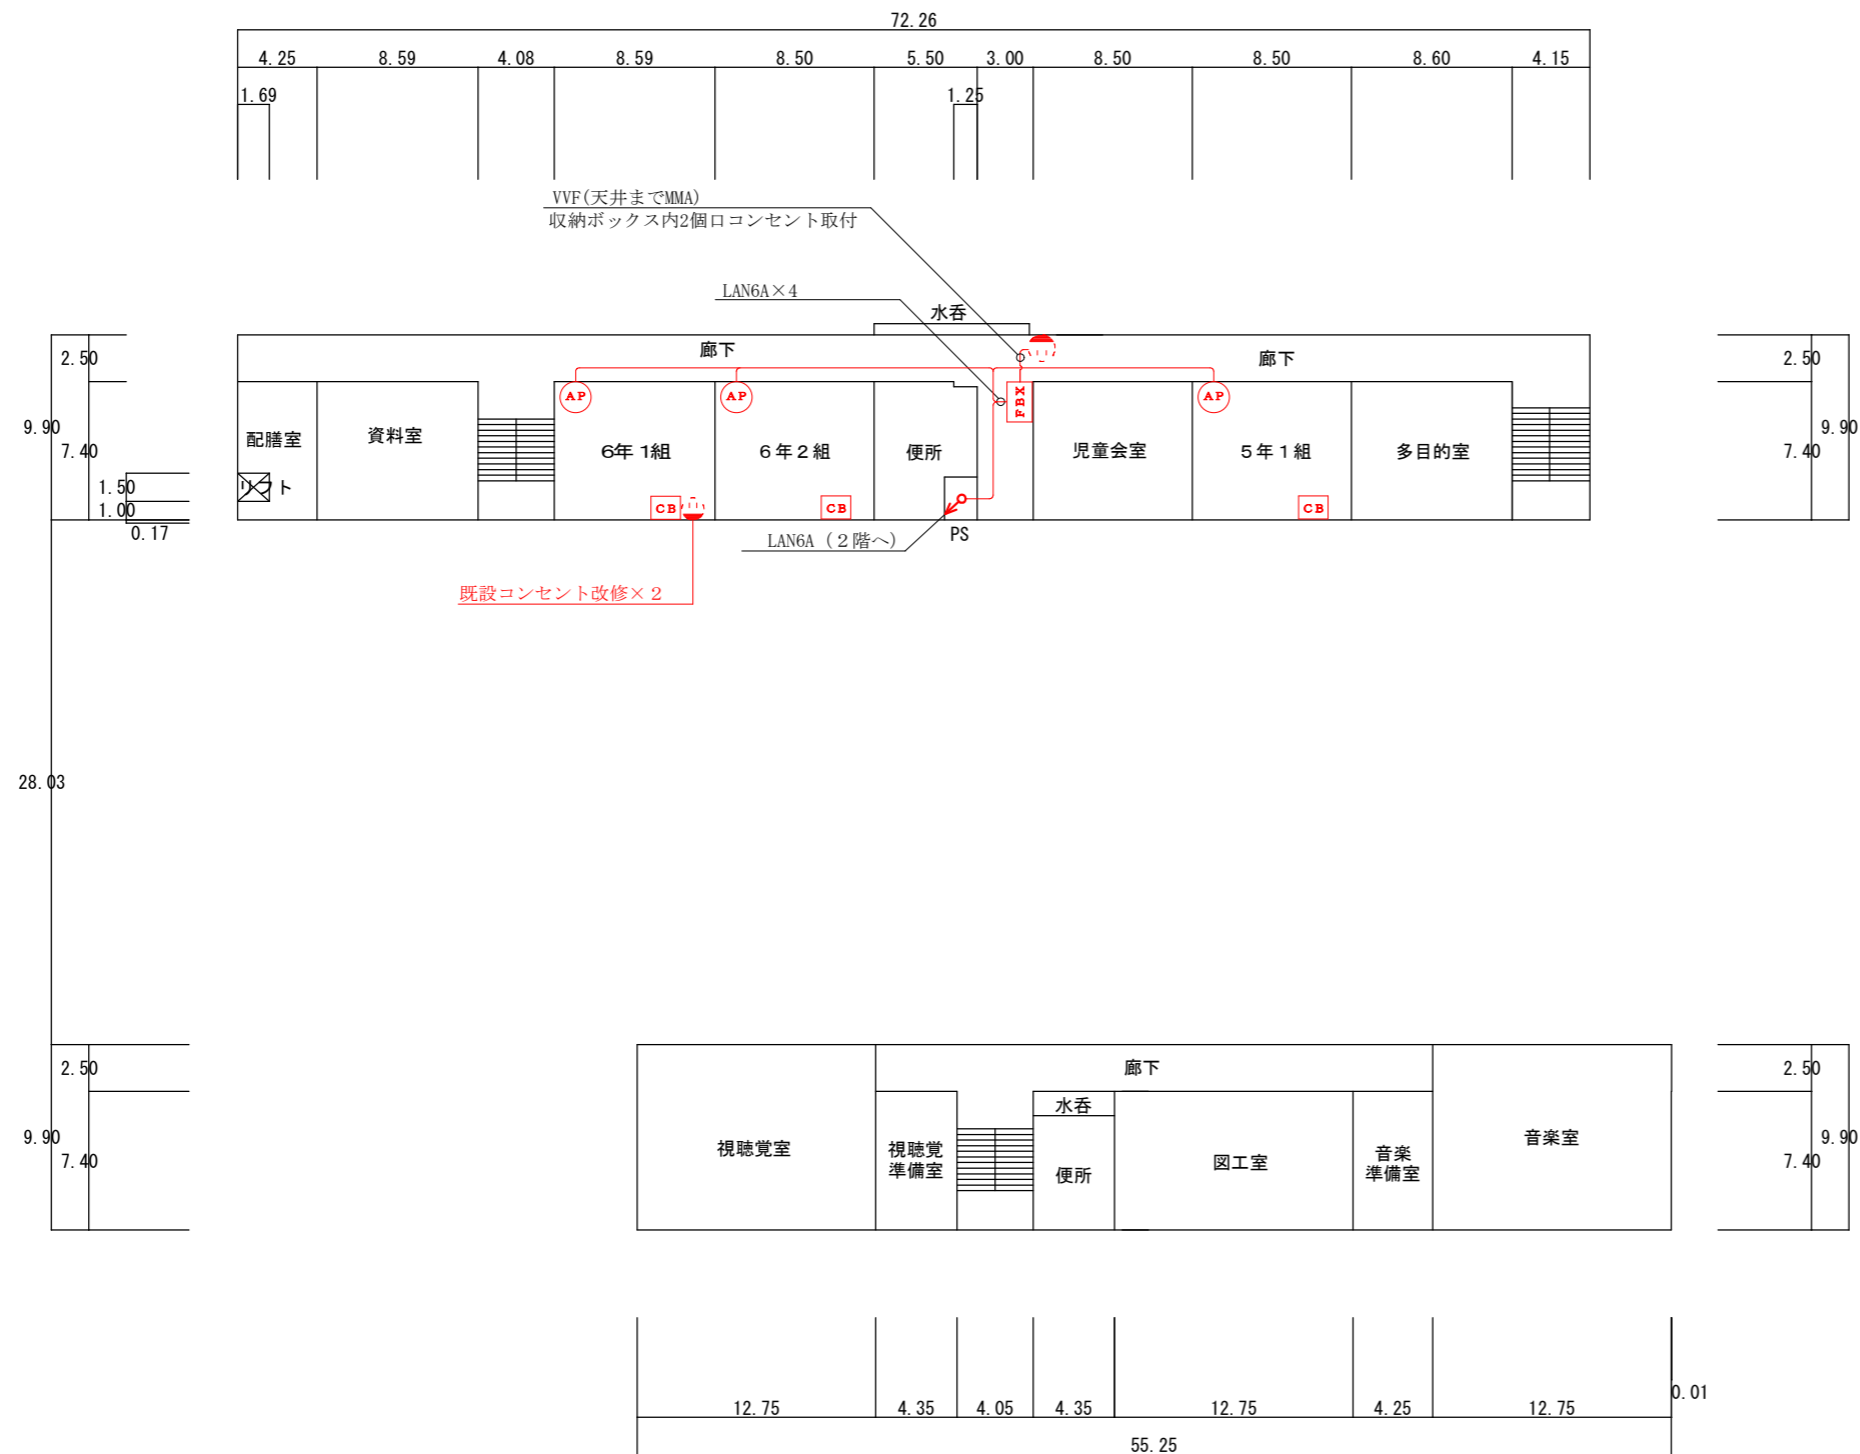 72.26
4.25 8.59 4.08 8.59 8.50 5.50 3.00 8.50 8.50 8.60 4.15
1.69 1.25
VVF(天井までMMA)
収納ボックス内2個口コンセント取付
LAN6A×4
水呑
廊下 廊下
2.50 2.50
9.90 9.90
7.40 7.40
AP AP FBX AP
配膳室 資料室 6年1組 6年2組 便所 児童会室 5年1組 多目的室
リフト
1.50
1.00
0.17
CB CB CB
PS
LAN6A（2階へ）
既設コンセント改修×2
28.03
2.50 2.50
9.90 9.90
7.40 7.40
廊下
水呑
視聴覚室
視聴覚
準備室
便所
図工室
音楽
準備室
音楽室
0.01
12.75 4.35 4.05 4.35 12.75 4.25 12.75
55.25